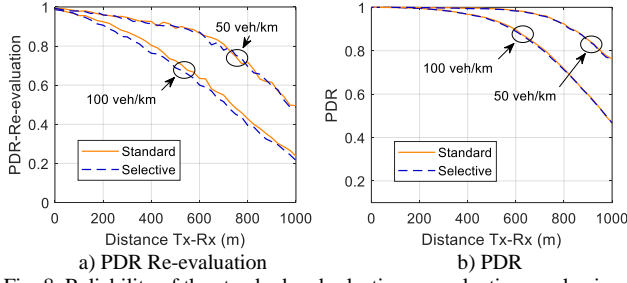 PDR-Re-evaluation
1
0.8
0.6
0.4
0.2
0
50 veh/km
100 veh/km
Standard
Selective
0 200 400 600 800 1000
Distance Tx-Rx (m)
a) PDR Re-evaluation
PDR
1
0.8
0.6
0.4
0.2
100 veh/km
50 veh/km
Standard
Selective
0 200 400 600 800 1000
Distance Tx-Rx (m)
b) PDR